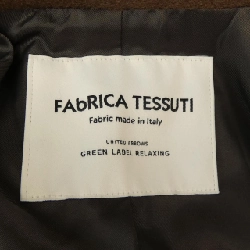 FAbRICA TESSUTI
Fabric made in Italy
UNITED ARROWS
GREEN LABEL RELAXING